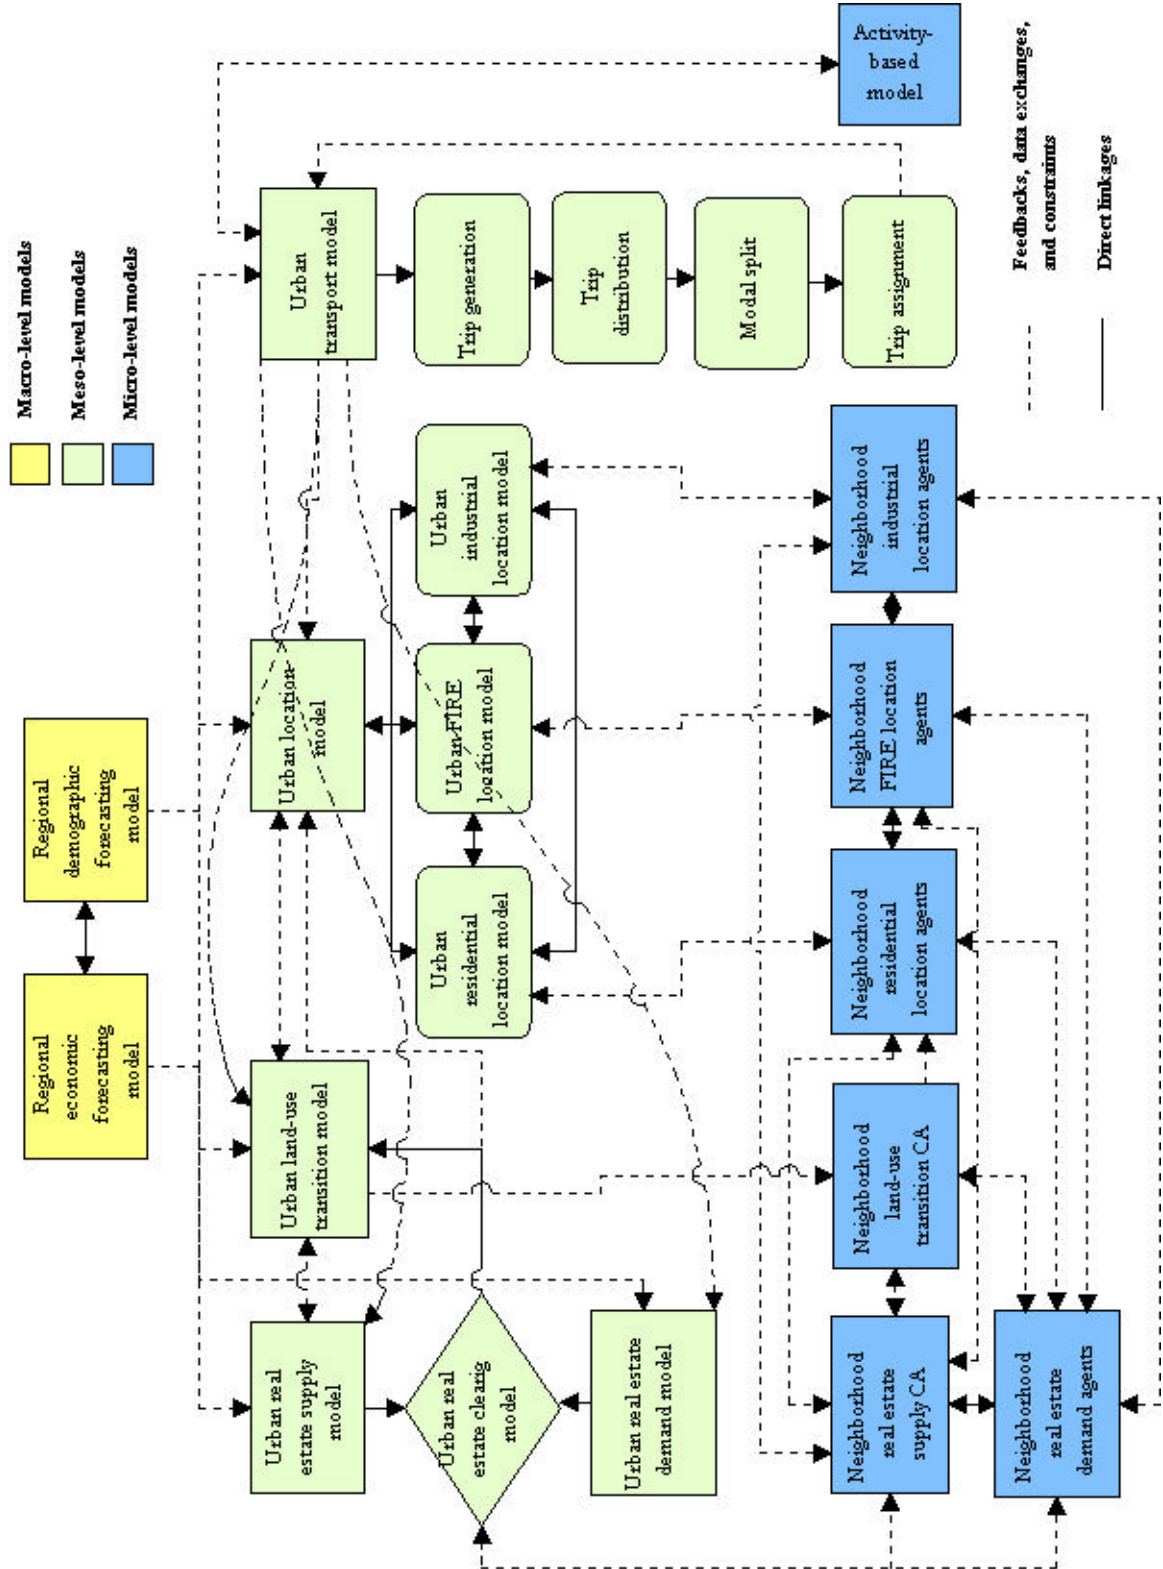 Macro-level models
Meso-level models
Micro-level models
Regional
economic
forecasting
model
Regional
demographic
forecasting
model
Urban real
estate supply
model
Urban land-use
transition model
Urban location-
model
Urban
transport model
Urban real
estate clearig
model
Urban
residential
location model
Urban-FIRE
location model
Urban
industrial
location model
Trip generation
Trip
distribution
Modal split
Trip assignment
Urban real estate
demand model
Neighborhood
real estate
supply CA
Neighborhood
land-use
transition CA
Neighborhood
residential
location agents
Neighborhood
FIRE location
agents
Neighborhood
industrial
location agents
Activity-
based
model
Neighborhood
real estate
demand agents
Feedbacks, data exchanges,
and constraints
Direct linkages